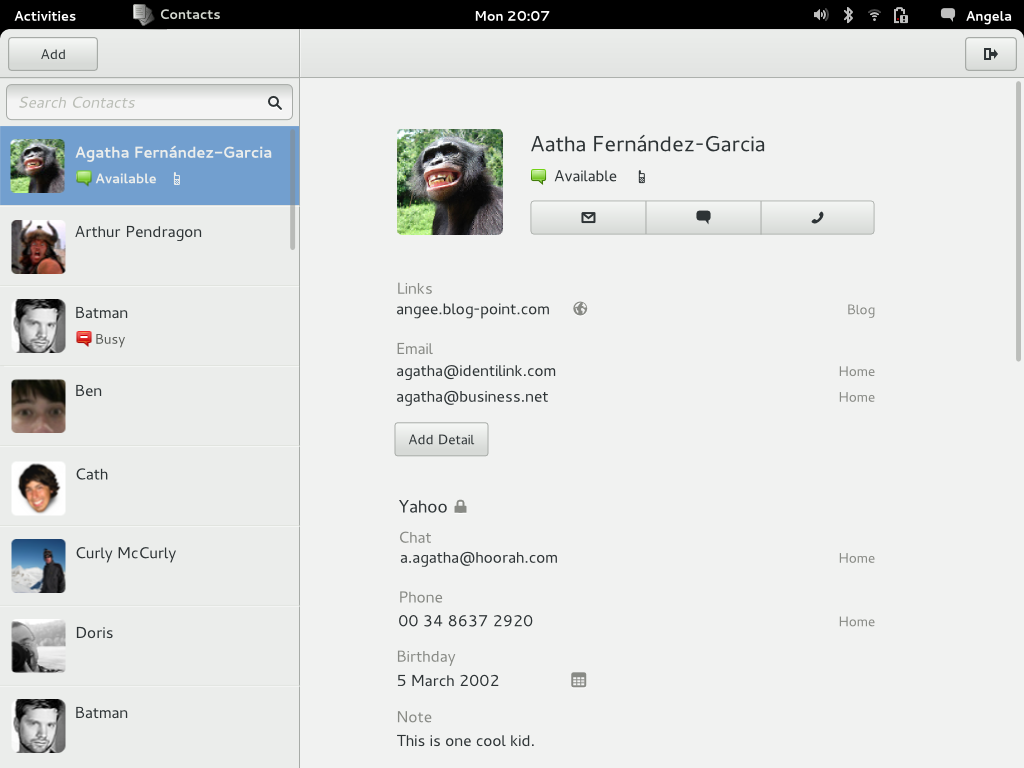 Activities Contacts Mon 20:07 Angela
Add
Search Contacts
Agatha Fernández-Garcia
Available
Arthur Pendragon
Batman
Busy
Ben
Cath
Curly McCurly
Doris
Batman
Aatha Fernández-Garcia
Available
Links
angee.blog-point.com Blog
Email
agatha@identilink.com Home
agatha@business.net Home
Add Detail
Yahoo
Chat
a.agatha@hoorah.com Home
Phone
00 34 8637 2920 Home
Birthday
5 March 2002
Note
This is one cool kid.